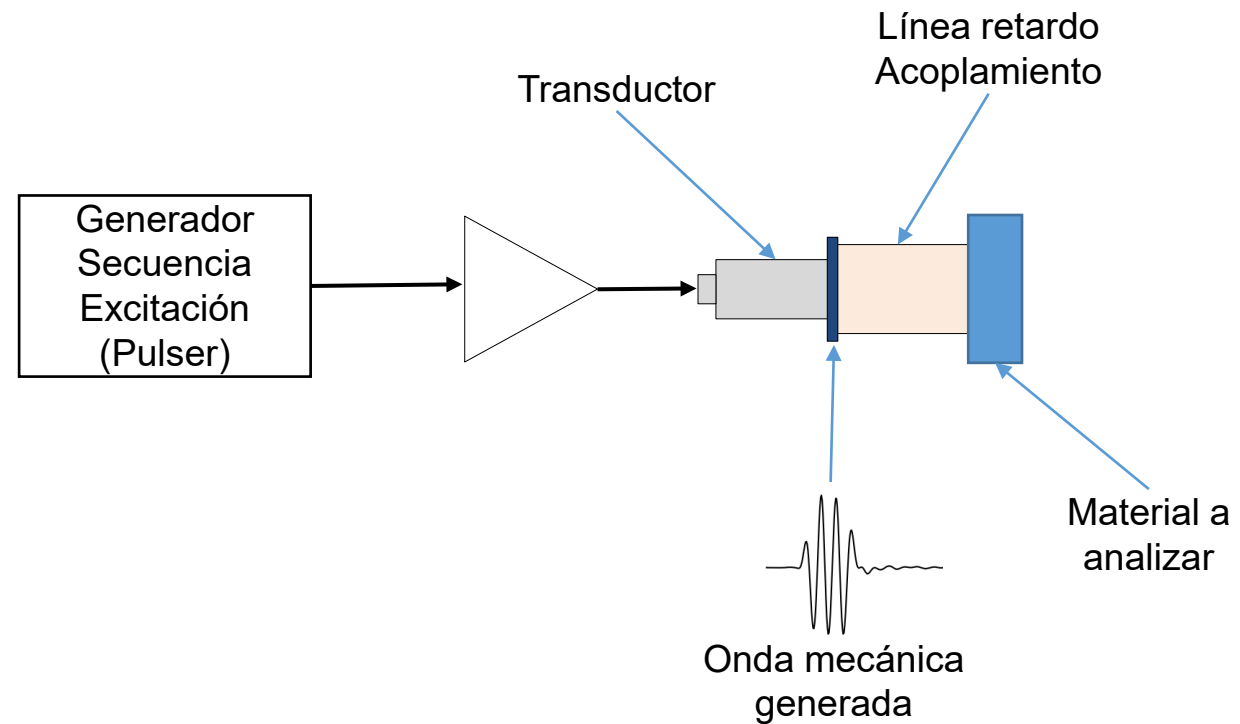 Línea retardo
Acoplamiento
Transductor
Generador
Secuencia
Excitación
(Pulser)
Material a
analizar
Onda mecánica
generada